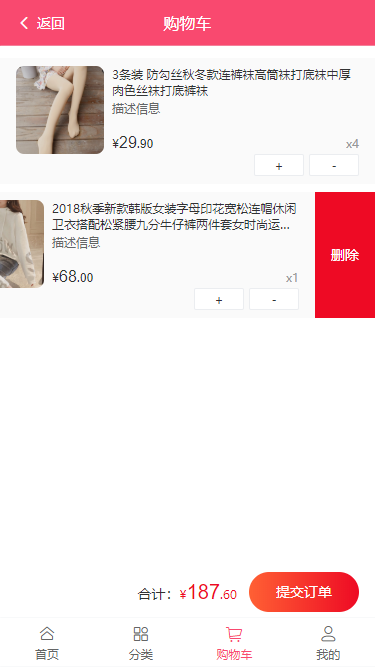 返回
购物车
3条装 防勾丝秋冬款连裤袜高筒袜打底袜中厚
肉色丝袜打底裤袜
描述信息
¥29.90
x4
+
-
2018秋季新款韩版女装字母印花宽松连帽休闲
卫衣搭配松紧腰九分牛仔裤两件套女时尚运...
描述信息
¥68.00
x1
+
-
删除
合计：¥187.60
提交订单
首页
分类
购物车
我的